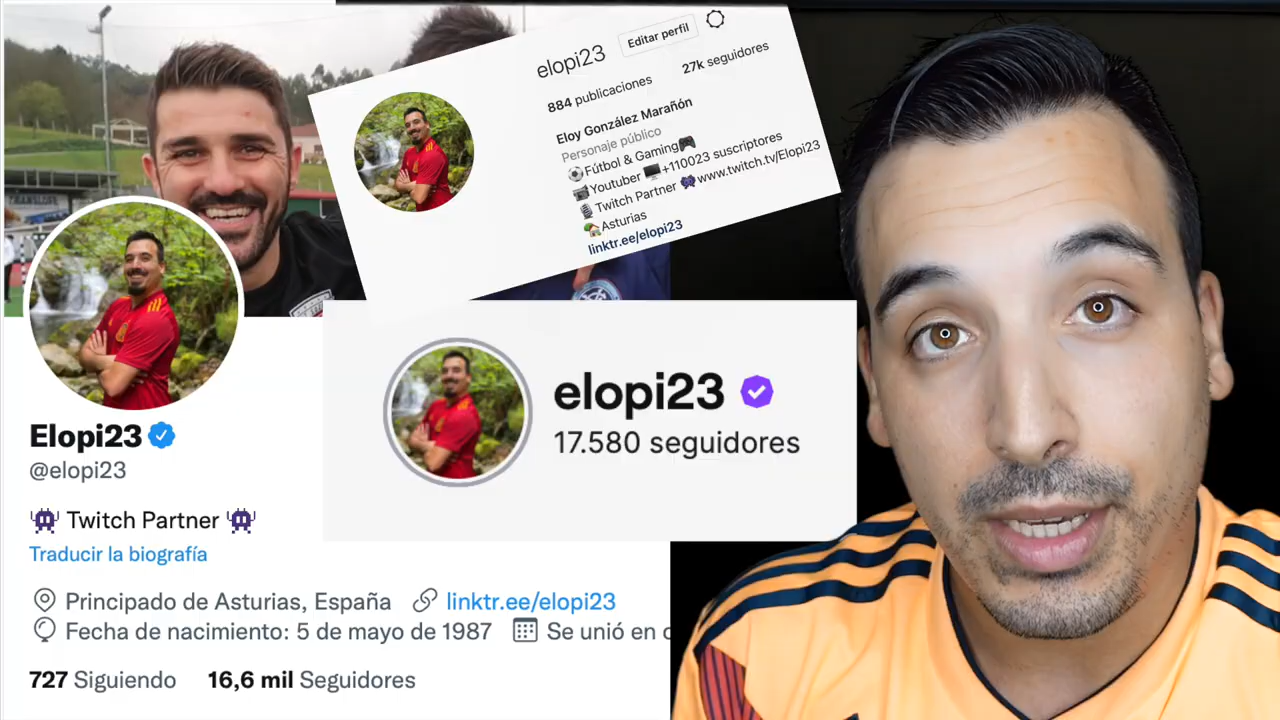 elopi23
Editar perfil
884 publicaciones
27k seguidores
Eloy González Marañón
Personaje público
⚽Fútbol & Gaming🎮
📹Youtuber 🖥️+110023 suscriptores
🎙️Twitch Partner 👾www.twitch.tv/Elopi23
🏡Asturias
linktr.ee/elopi23
elopi23
17.580 seguidores
Elopi23
@elopi23
👾 Twitch Partner 👾
Traducir la biografía
Principado de Asturias, España linktr.ee/elopi23
Fecha de nacimiento: 5 de mayo de 1987 Se unió en
727 Siguiendo 16,6 mil Seguidores